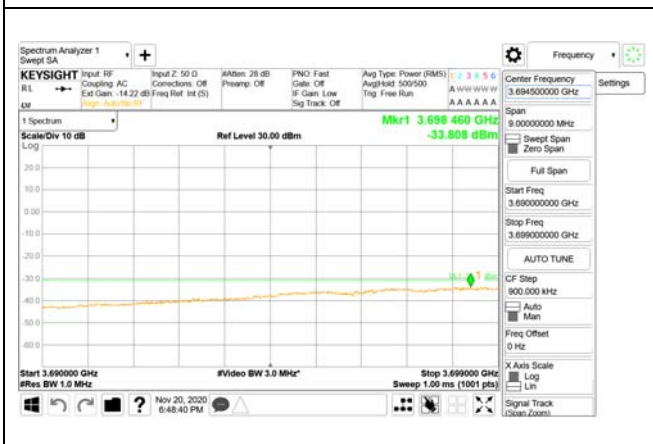 Spectrum Analyzer 1
Swept SA
Frequency
Settings
KEYSIGHT
RL
Input: RF
Coupling: AC
Ext Gain: -14.22 dB
Align: Auto/No RF
Input Z: 50 Ω
Corrections: Off
Freq Ref: Int (S)
#Atten: 28 dB
Preamp: Off
PNO: Fast
Gate: Off
IF Gain: Low
Sig Track: Off
Avg Type: Power (RMS)
Avg|Hold: 500/500
Trig: Free Run
1 2 3 4 5 6
A W W W W W
A A A A A A
1 Spectrum
Scale/Div 10 dB
Log
Ref Level 30.00 dBm
Mkr1 3.698 460 GHz
-33.808 dBm
20.0
10.0
0.00
-10.0
-20.0
-30.0
-40.0
-50.0
-60.0
1
Start 3.690000 GHz
#Res BW 1.0 MHz
#Video BW 3.0 MHz*
Stop 3.699000 GHz
Sweep 1.00 ms (1001 pts)
Nov 20, 2020
6:48:40 PM
Center Frequency
3.694500000 GHz
Span
9.00000000 MHz
Swept Span
Zero Span
Full Span
Start Freq
3.690000000 GHz
Stop Freq
3.699000000 GHz
AUTO TUNE
CF Step
900.000 kHz
Auto
Man
Freq Offset
0 Hz
X Axis Scale
Log
Lin
Signal Track
(Span Zoom)